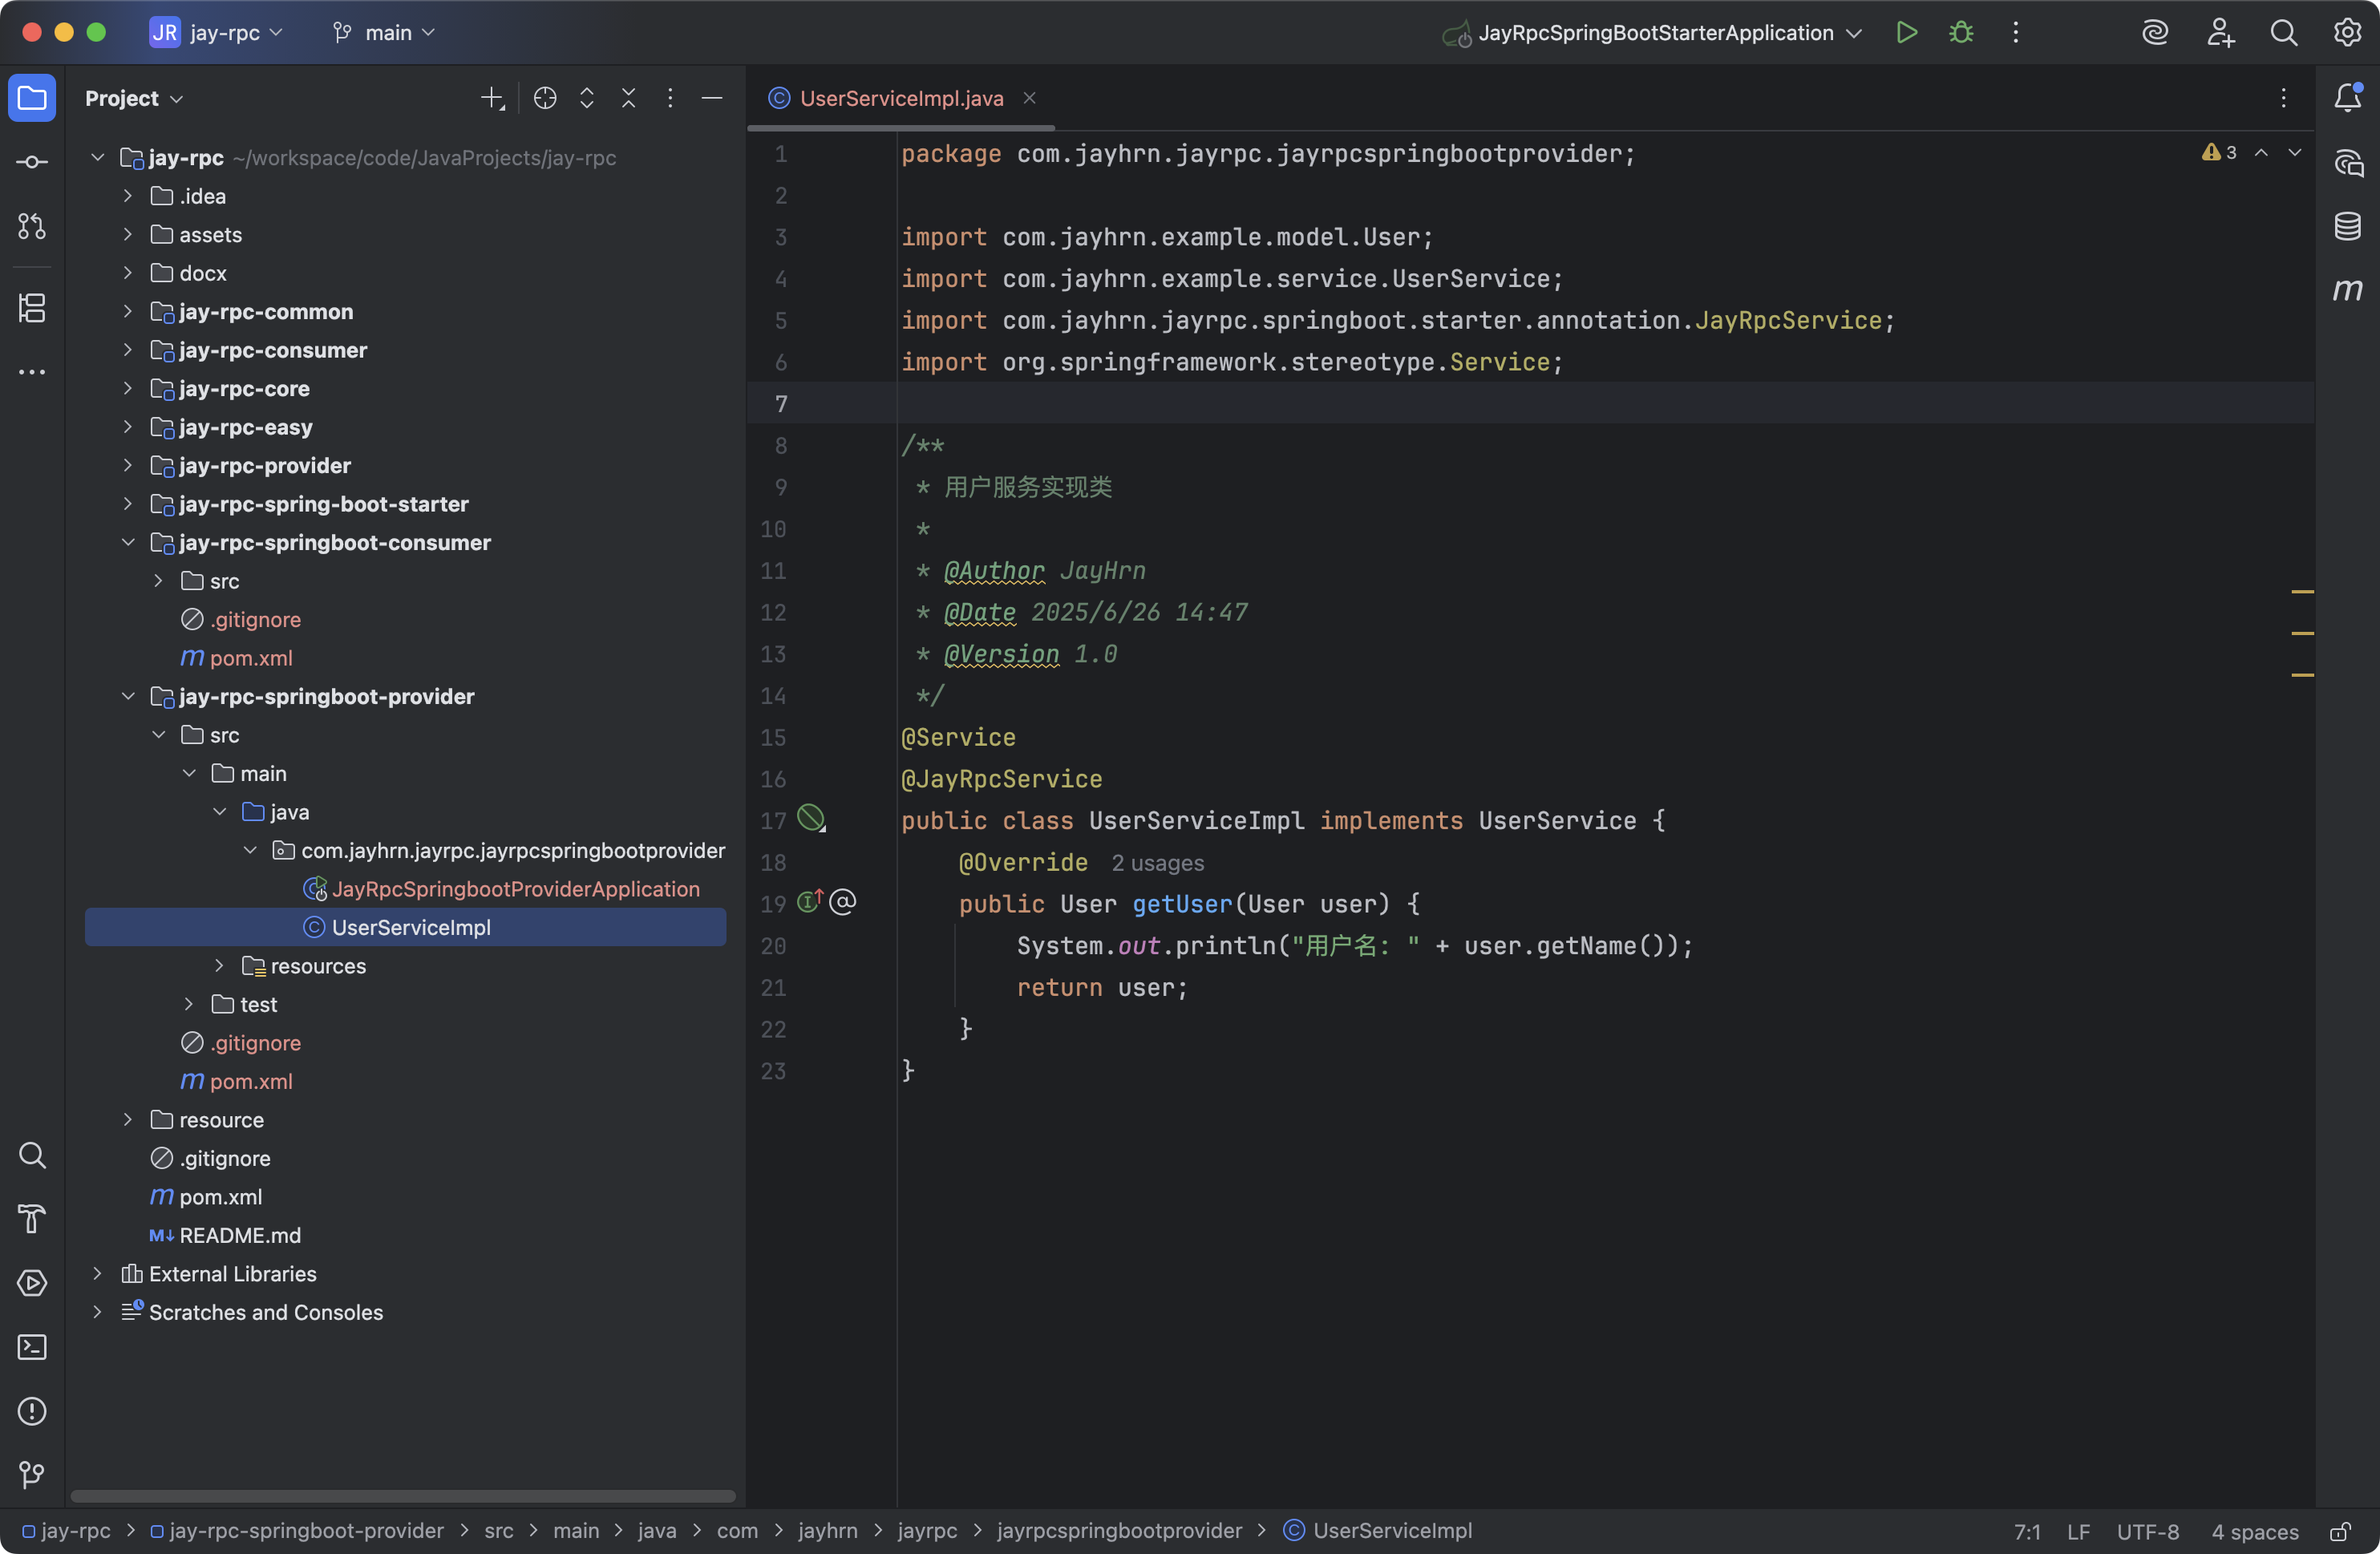 JR jay-rpc main JayRpcSpringBootStarterApplication
Project
jay-rpc ~/workspace/code/JavaProjects/jay-rpc
.idea
assets
docx
jay-rpc-common
jay-rpc-consumer
jay-rpc-core
jay-rpc-easy
jay-rpc-provider
jay-rpc-spring-boot-starter
jay-rpc-springboot-consumer
src
.gitignore
m pom.xml
jay-rpc-springboot-provider
src
main
java
com.jayhrn.jayrpc.jayrpcspringbootprovider
JayRpcSpringbootProviderApplication
UserServiceImpl
resources
test
.gitignore
m pom.xml
resource
.gitignore
m pom.xml
M↓ README.md
External Libraries
Scratches and Consoles
UserServiceImpl.java
3
1 package com.jayhrn.jayrpc.jayrpcspringbootprovider;
2
3 import com.jayhrn.example.model.User;
4 import com.jayhrn.example.service.UserService;
5 import com.jayhrn.jayrpc.springboot.starter.annotation.JayRpcService;
6 import org.springframework.stereotype.Service;
7
8 /**
9 * 用户服务实现类
10 *
11 * @Author JayHrn
12 * @Date 2025/6/26 14:47
13 * @Version 1.0
14 */
15 @Service
16 @JayRpcService
17 public class UserServiceImpl implements UserService {
18 @Override 2 usages
19 public User getUser(User user) {
20 System.out.println("用户名: " + user.getName());
21 return user;
22 }
23 }
m
jay-rpc > jay-rpc-springboot-provider > src > main > java > com > jayhrn > jayrpc > jayrpcspringbootprovider > UserServiceImpl
7:1 LF UTF-8 4 spaces